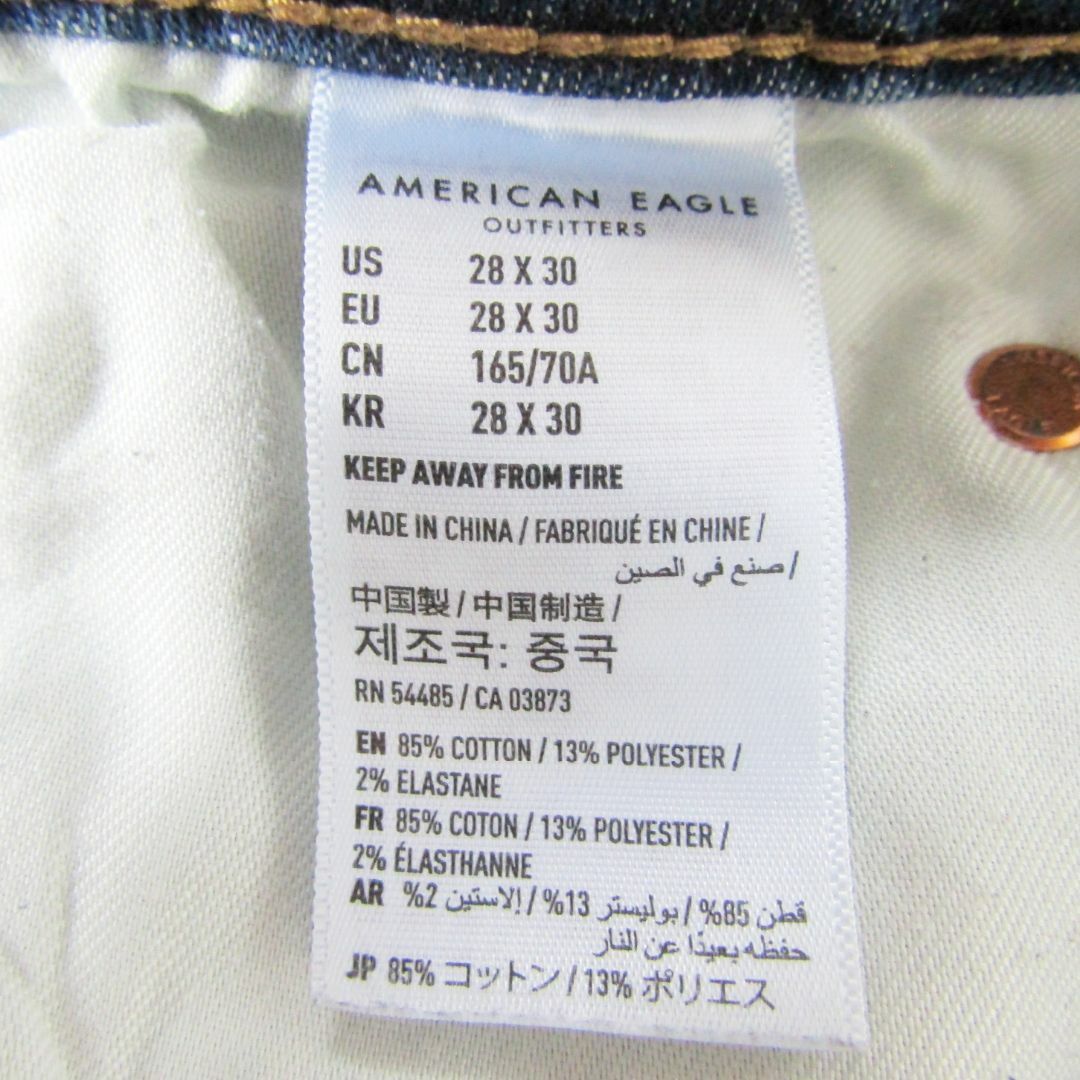 AMERICAN EAGLE
OUTFITTERS
US 28 X 30
EU 28 X 30
CN 165/70A
KR 28 X 30
KEEP AWAY FROM FIRE
MADE IN CHINA / FABRIQUÉ EN CHINE /
صنع في الصين /
中国製 / 中国制造 /
제조국: 중국
RN 54485 / CA 03873
EN 85% COTTON / 13% POLYESTER /
2% ELASTANE
FR 85% COTON / 13% POLYESTER /
2% ÉLASTHANNE
AR قطن 85% / بوليستر 13% / إلاستين 2%
حفظه بعيدًا عن النار
JP 85% コットン / 13% ポリエス